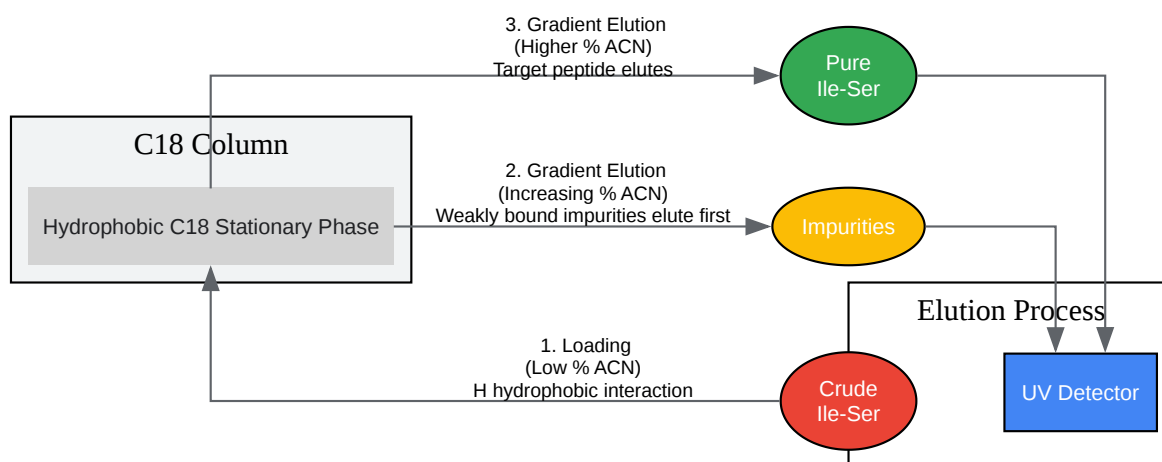 3. Gradient Elution
(Higher % ACN)
Target peptide elutes
Pure
Ile-Ser
C18 Column
Hydrophobic C18 Stationary Phase
2. Gradient Elution
(Increasing % ACN)
Weakly bound impurities elute first
Impurities
Elution Process
1. Loading
(Low % ACN)
H hydrophobic interaction
Crude
Ile-Ser
UV Detector